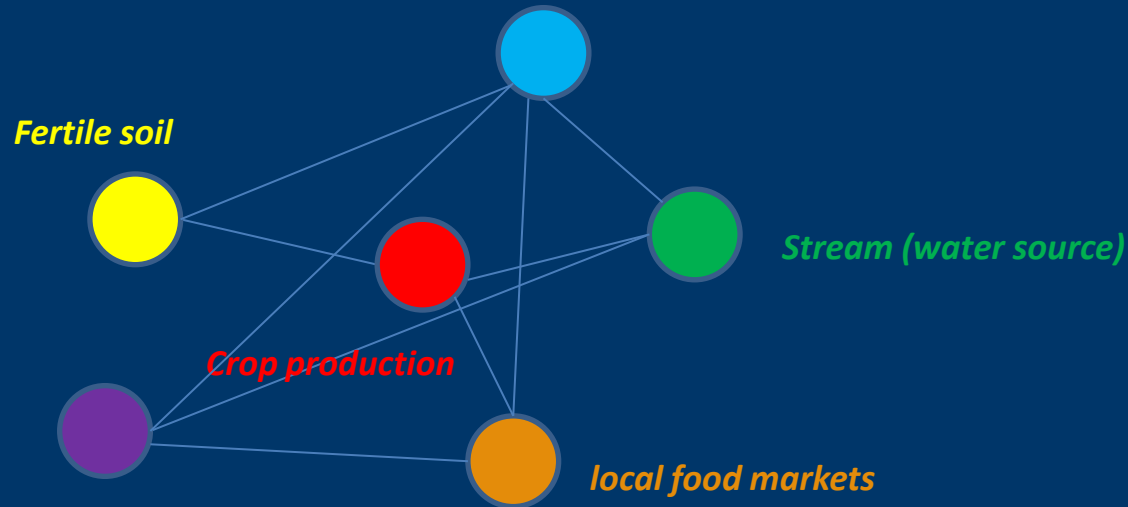 Fertile soil
Stream (water source)
Crop production
local food markets